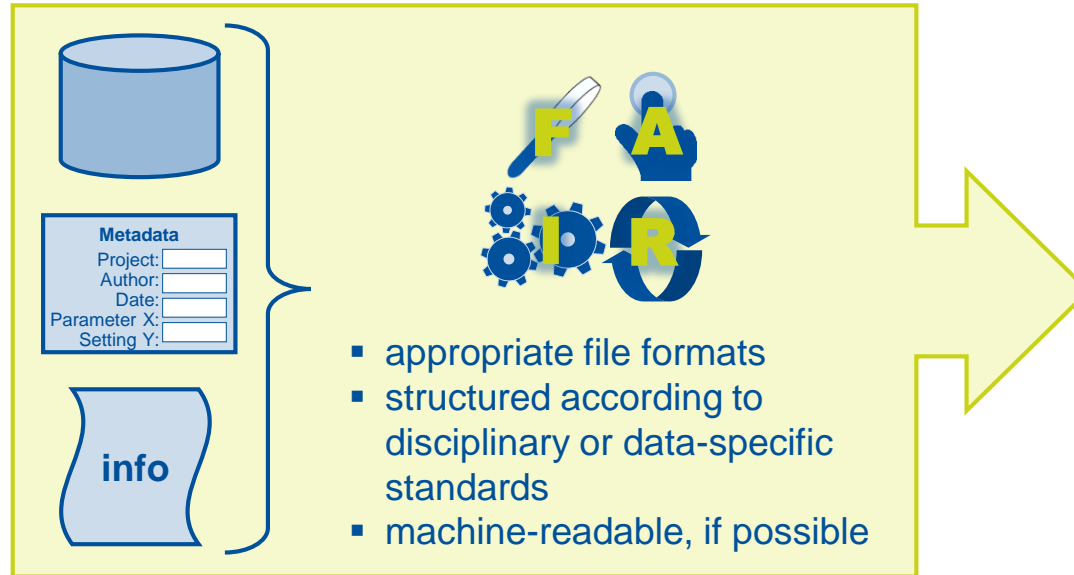 Metadata
Project:
Author:
Date:
Parameter X:
Setting Y:
info
F A
I R
▪ appropriate file formats
▪ structured according to
disciplinary or data-specific
standards
▪ machine-readable, if possible